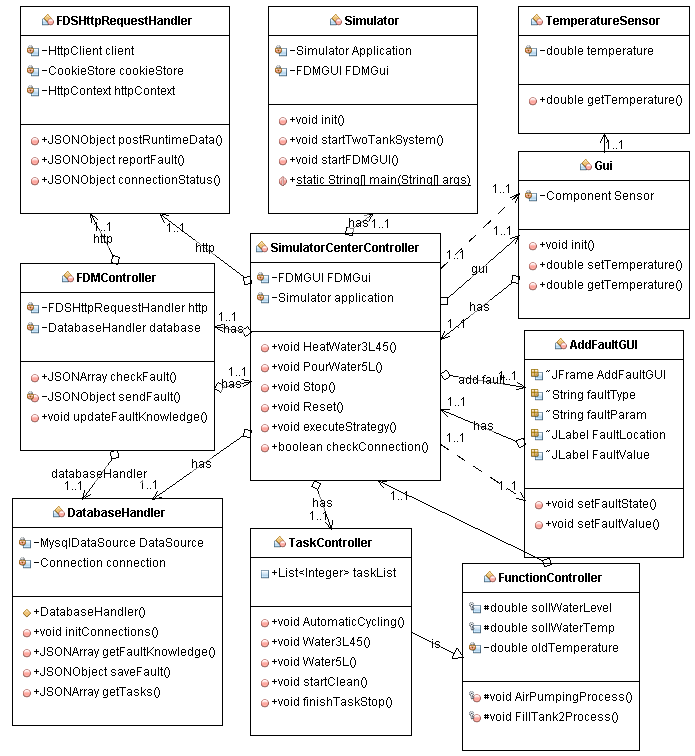 FDSHttpRequestHandler
-HttpClient client
-CookieStore cookieStore
-HttpContext httpContext
+JSONObject postRuntimeData()
+JSONObject reportFault()
+JSONObject connectionStatus()
Simulator
-Simulator Application
-FDMGUI FDMGui
+void init()
+void startTwoTankSystem()
+void startFDMGUI()
+static String[] main(String[] args)
TemperatureSensor
-double temperature
+double getTemperature()
1..1
Gui
-Component Sensor
+void init()
+double setTemperature()
+double getTemperature()
1..1
http
1..1
http
has
1..1
1..1
1..1
1..1
gui
1..1
has
1..1
FDMController
-FDSHttpRequestHandler http
-DatabaseHandler database
+JSONArray checkFault()
+JSONObject sendFault()
+void updateFaultKnowledge()
1..1
has
1..1
has
SimulatorCenterController
-FDMGUI FDMGui
-Simulator application
+void HeatWater3L45()
+void PourWater5L()
+void Stop()
+void Reset()
+void executeStrategy()
+boolean checkConnection()
add fault
1..1
1..1
has
1..1
1..1
AddFaultGUI
~JFrame AddFaultGUI
~String faultType
~String faultParam
~JLabel FaultLocation
~JLabel FaultValue
+void setFaultState()
+void setFaultValue()
databaseHandler
1..1
has
1..1
has
1..1
1..1
DatabaseHandler
-MysqlDataSource DataSource
-Connection connection
+DatabaseHandler()
+void initConnections()
+JSONArray getFaultKnowledge()
+JSONObject saveFault()
+JSONArray getTasks()
TaskController
+List<Integer> taskList
+void AutomaticCycling()
+void Water3L45()
+void Water5L()
+void startClean()
+void finishTaskStop()
is
FunctionController
#double sollWaterLevel
#double sollWaterTemp
-double oldTemperature
#void AirPumpingProcess()
#void FillTank2Process()